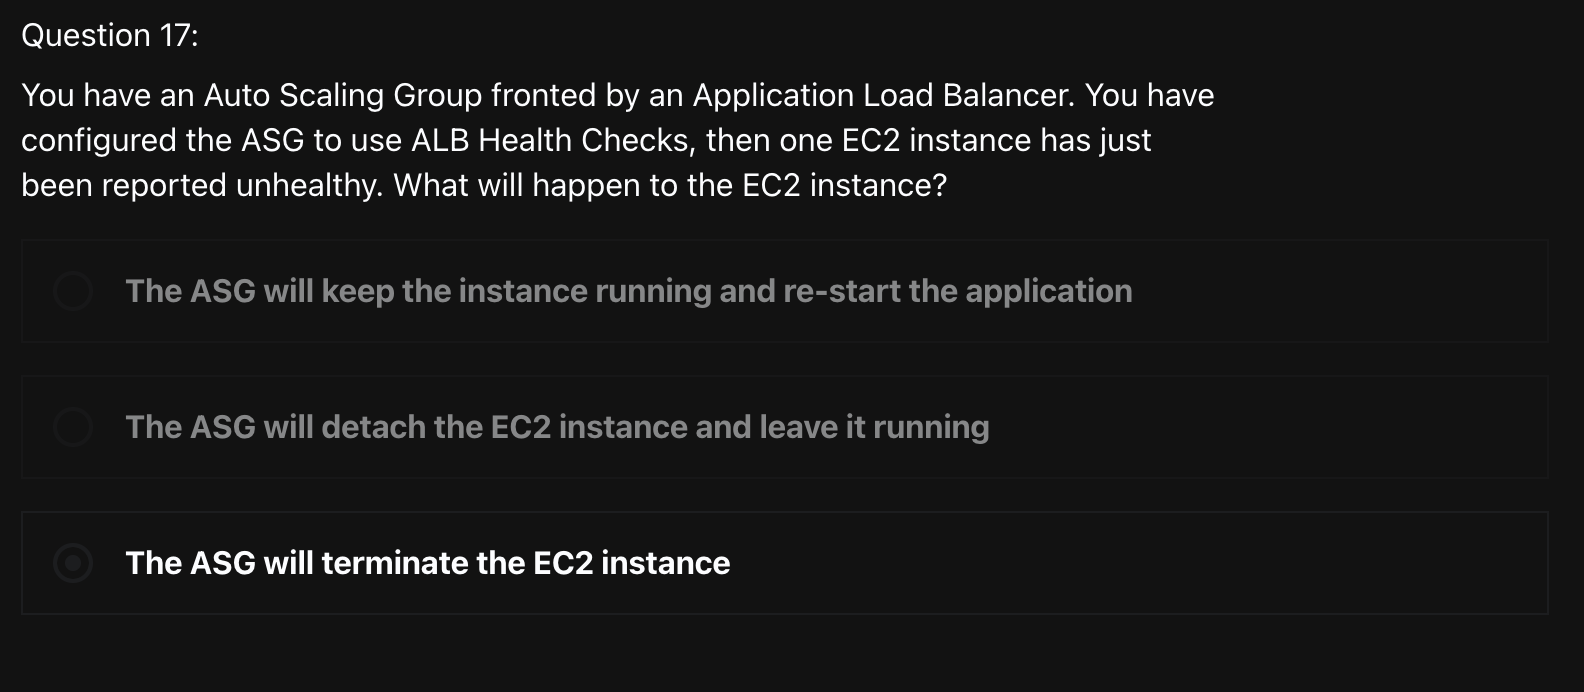 Question 17:
You have an Auto Scaling Group fronted by an Application Load Balancer. You have
configured the ASG to use ALB Health Checks, then one EC2 instance has just
been reported unhealthy. What will happen to the EC2 instance?
The ASG will keep the instance running and re-start the application
The ASG will detach the EC2 instance and leave it running
The ASG will terminate the EC2 instance